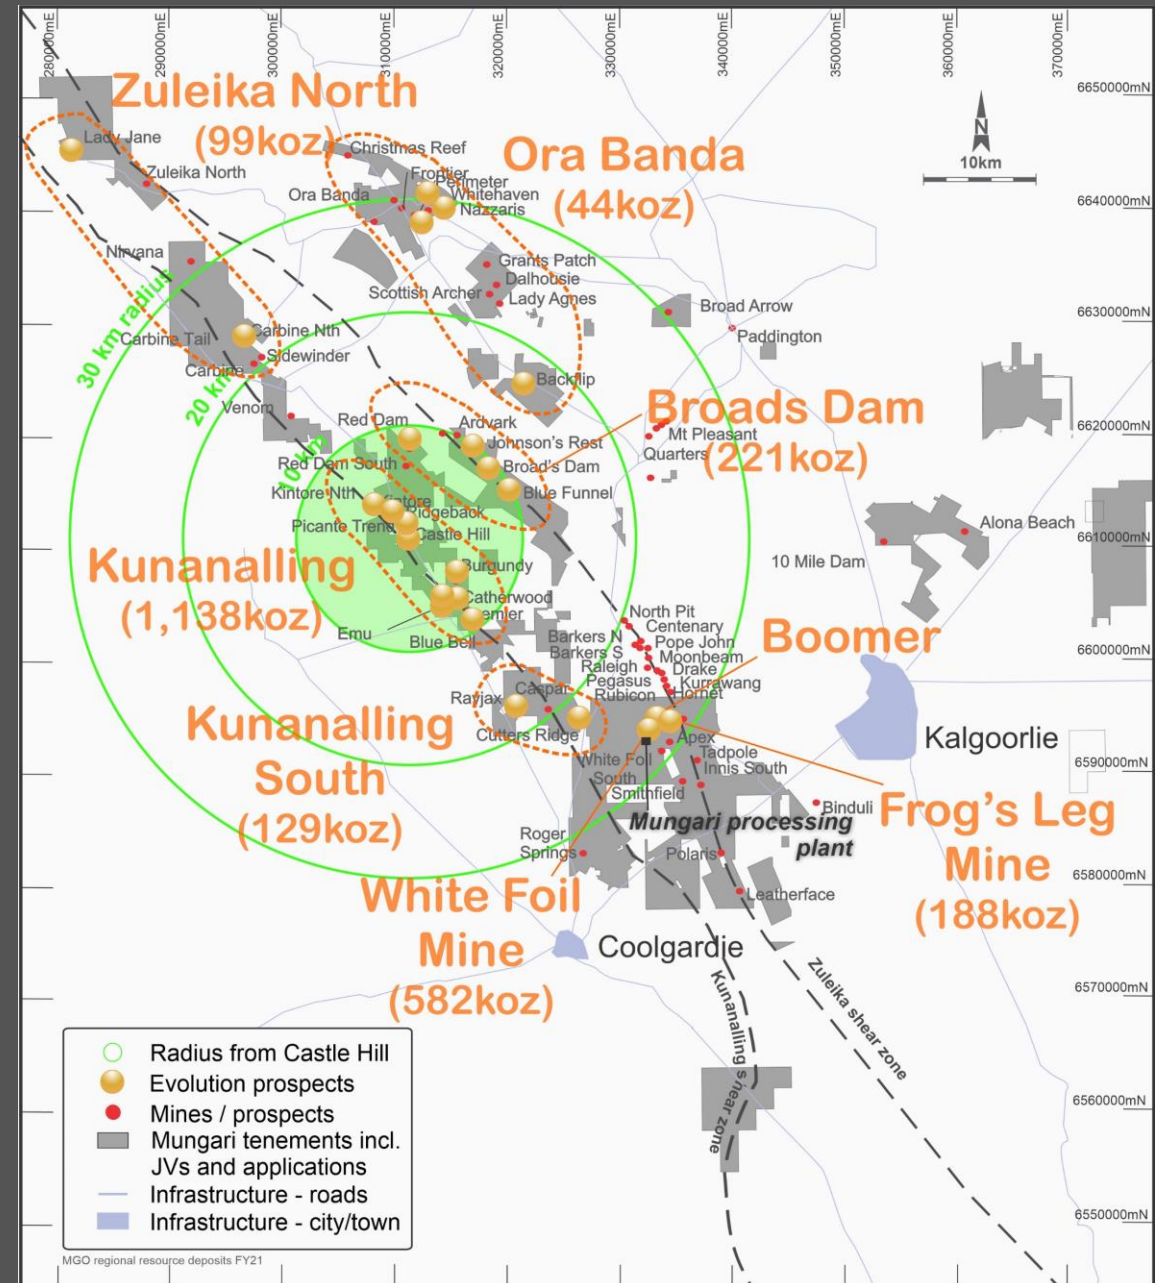 280000mE
290000mE
310000mE
320000mE
330000mE
340000mE
350000mE
360000mE
370000mE
6650000mN
6640000mN
6630000mN
6620000mN
6610000mN
6600000mN
6590000mN
6580000mN
6570000mN
6560000mN
6550000mN
N
10km
Zuleika North
(99koz)
Ora Banda
(44koz)
Lady Jane
Zuleika North
Christmas Reef
Frontier
Perimeter
Ora Banda
Whitehaven
Nazzaris
Nirvana
Grants Patch
Dalhousie
Scottish Archer
Lady Agnes
30 km radius
20 km
10 km
Broad Arrow
Paddington
Carbine Nth
Carbine Tail
Sidewinder
Carbine
Venom
Backflip
Broads Dam
(221koz)
Red Dam
Ardvark
Johnson's Rest
Mt Pleasant
Quarters
Red Dam South
Broad's Dam
Kintore Nth
Kintore
Blue Funnel
Ridgeback
Picante Trend
Castle Hill
Alona Beach
10 Mile Dam
Kunanalling
(1,138koz)
Burgundy
Catherwood
Premier
Emu
Blue Bell
North Pit
Centenary
Barkers N
Pope John
Barkers S
Moonbeam
Raleigh
Drake
Pegasus
Kurrawang
Rubicon
Hornet
Boomer
Rayjax
Caspar
Cutters Ridge
Kunanalling
South
(129koz)
Kalgoorlie
Apex
White Foil
South
Tadpole
Innis South
Smithfield
Binduli
Mungari processing
plant
Frog's Leg
Mine
(188koz)
Roger
Springs
Polaris
Leatherface
White Foil
Mine
(582koz)
Coolgardie
Kunanalling shear zone
Zuleika shear zone
Radius from Castle Hill
Evolution prospects
Mines / prospects
Mungari tenements incl.
JVs and applications
Infrastructure - roads
Infrastructure - city/town
MGO regional resource deposits FY21